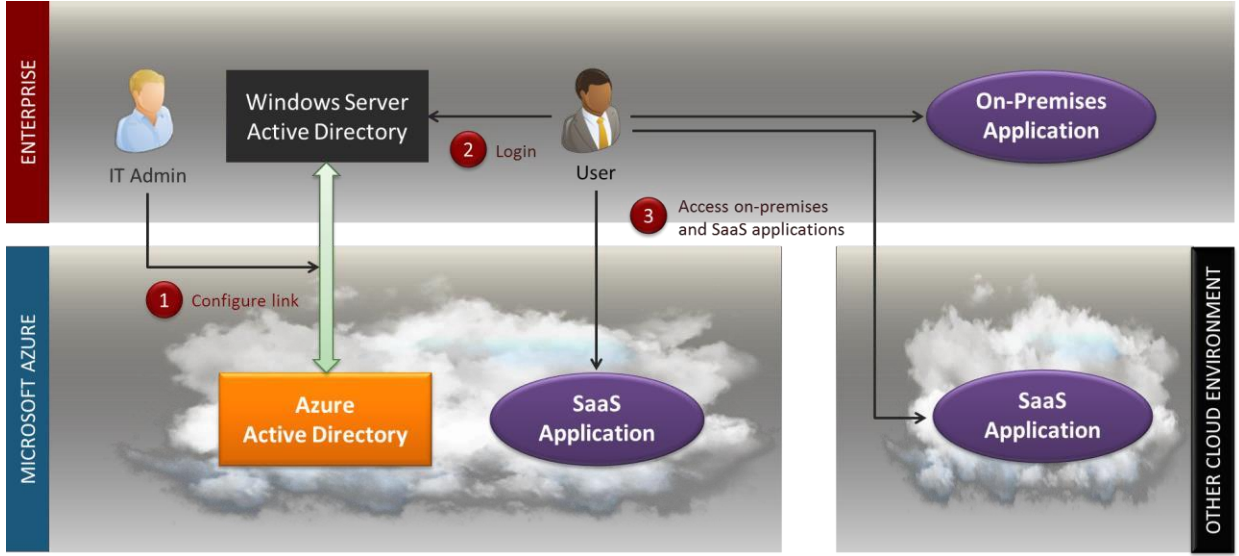 ENTERPRISE
IT Admin
Windows Server
Active Directory
2 Login
User
On-Premises
Application
3 Access on-premises
and SaaS applications
MICROSOFT AZURE
1 Configure link
Azure
Active Directory
SaaS
Application
SaaS
Application
OTHER CLOUD ENVIRONMENT